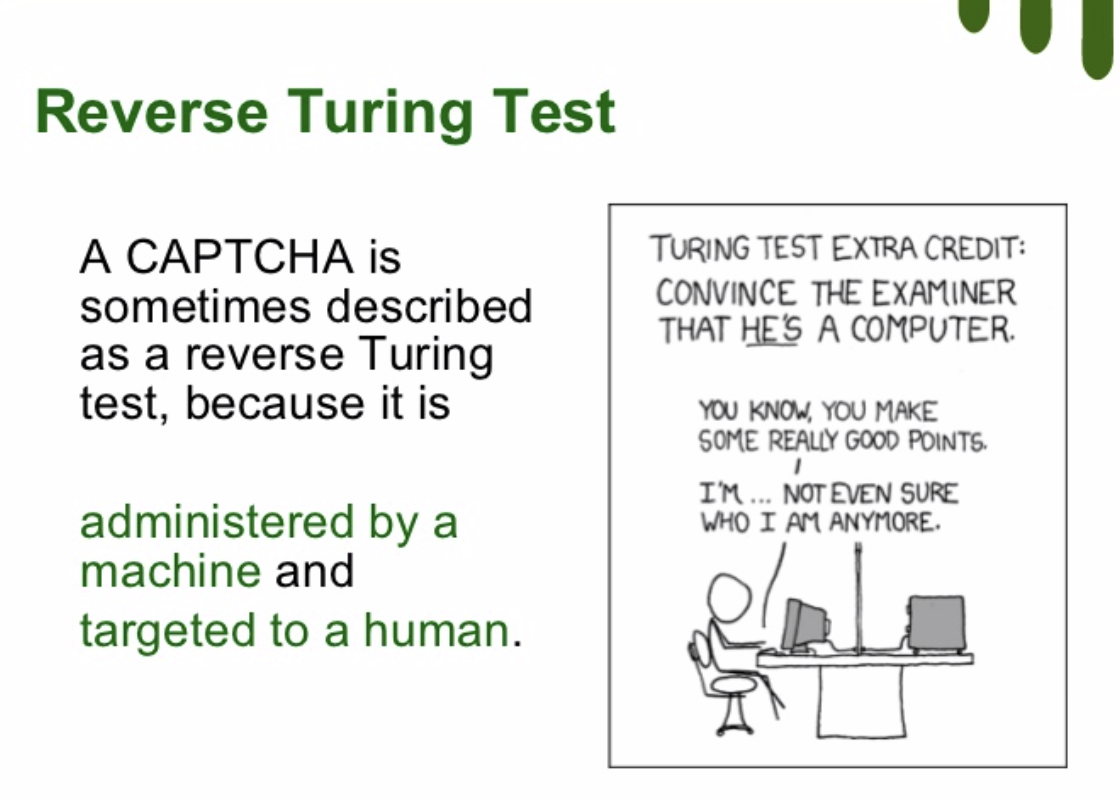 Reverse Turing Test
A CAPTCHA is
sometimes described
as a reverse Turing
test, because it is
administered by a
machine and
targeted to a human.
TURING TEST EXTRA CREDIT:
CONVINCE THE EXAMINER
THAT HE'S A COMPUTER.
YOU KNOW, YOU MAKE
SOME REALLY GOOD POINTS.
I'M ... NOT EVEN SURE
WHO I AM ANYMORE.